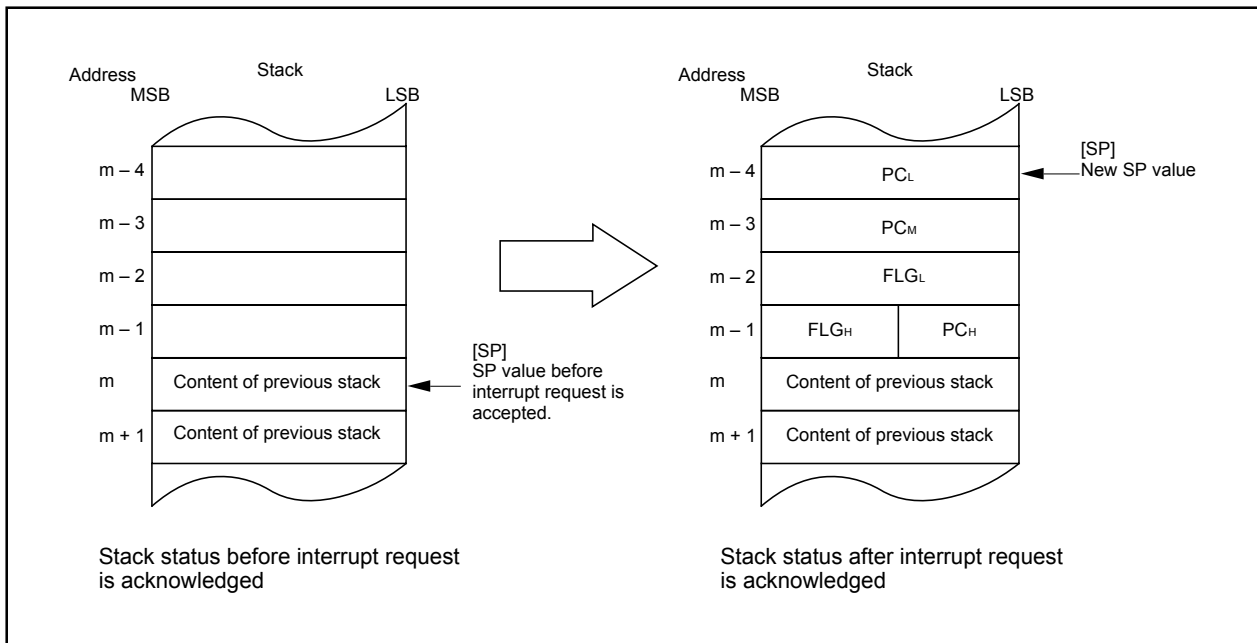 Address
Stack
MSB
LSB
m – 4
m – 3
m – 2
m – 1
m
Content of previous stack
m + 1
Content of previous stack
[SP]
SP value before
interrupt request is
accepted.
Stack status before interrupt request
is acknowledged
Address
Stack
MSB
LSB
m – 4
PCL
m – 3
PCM
m – 2
FLGL
m – 1
FLGH
PCH
m
Content of previous stack
m + 1
Content of previous stack
[SP]
New SP value
Stack status after interrupt request
is acknowledged